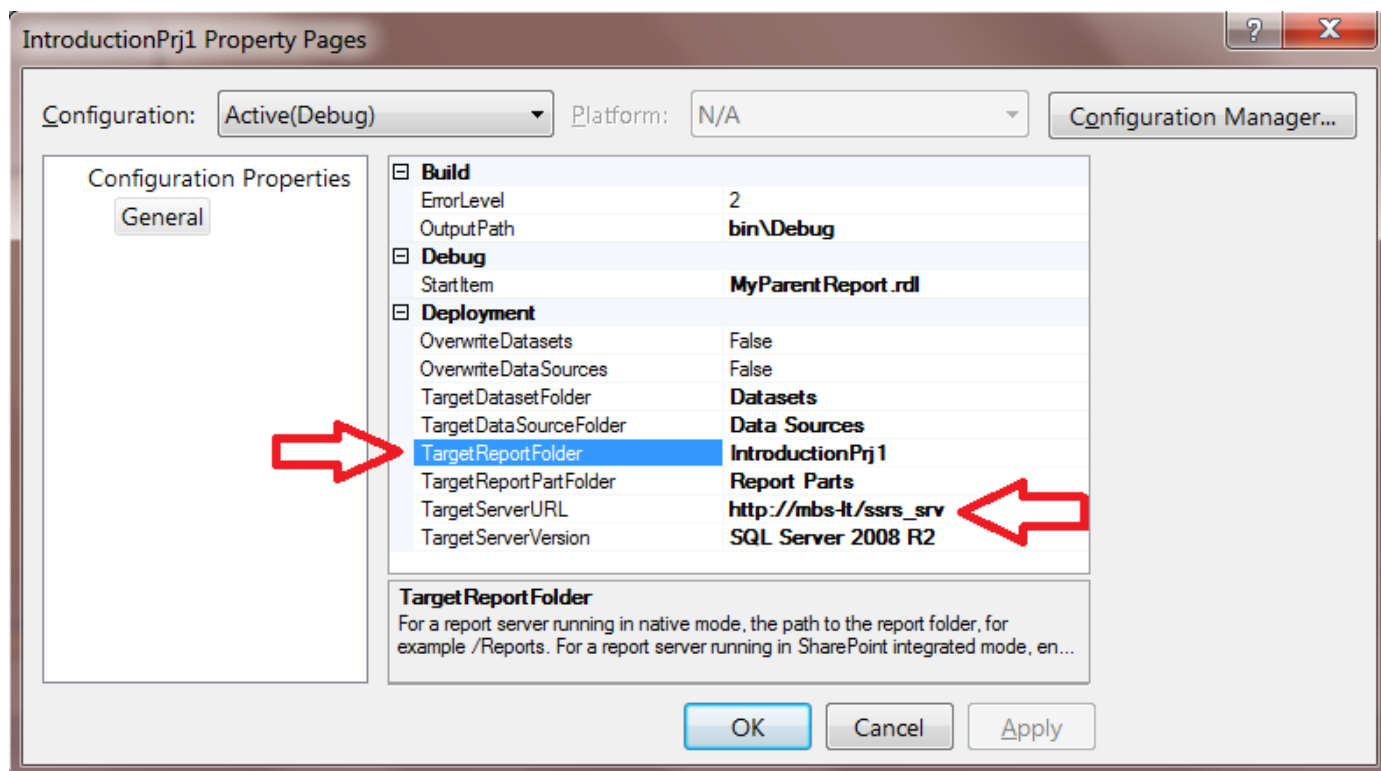 IntroductionPrj1 Property Pages
Configuration: Active(Debug) Platform: N/A Configuration Manager...
Configuration Properties
General
Build
ErrorLevel 2
OutputPath bin\Debug
Debug
StartItem MyParentReport.rdl
Deployment
OverwriteDatasets False
OverwriteDataSources False
TargetDatasetFolder Datasets
TargetDataSourceFolder Data Sources
TargetReportFolder IntroductionPrj1
TargetReportPartFolder Report Parts
TargetServerURL http://mbs-lt/ssrs_srv
TargetServerVersion SQL Server 2008 R2
TargetReportFolder
For a report server running in native mode, the path to the report folder, for
example /Reports. For a report server running in SharePoint integrated mode, en...
OK Cancel Apply